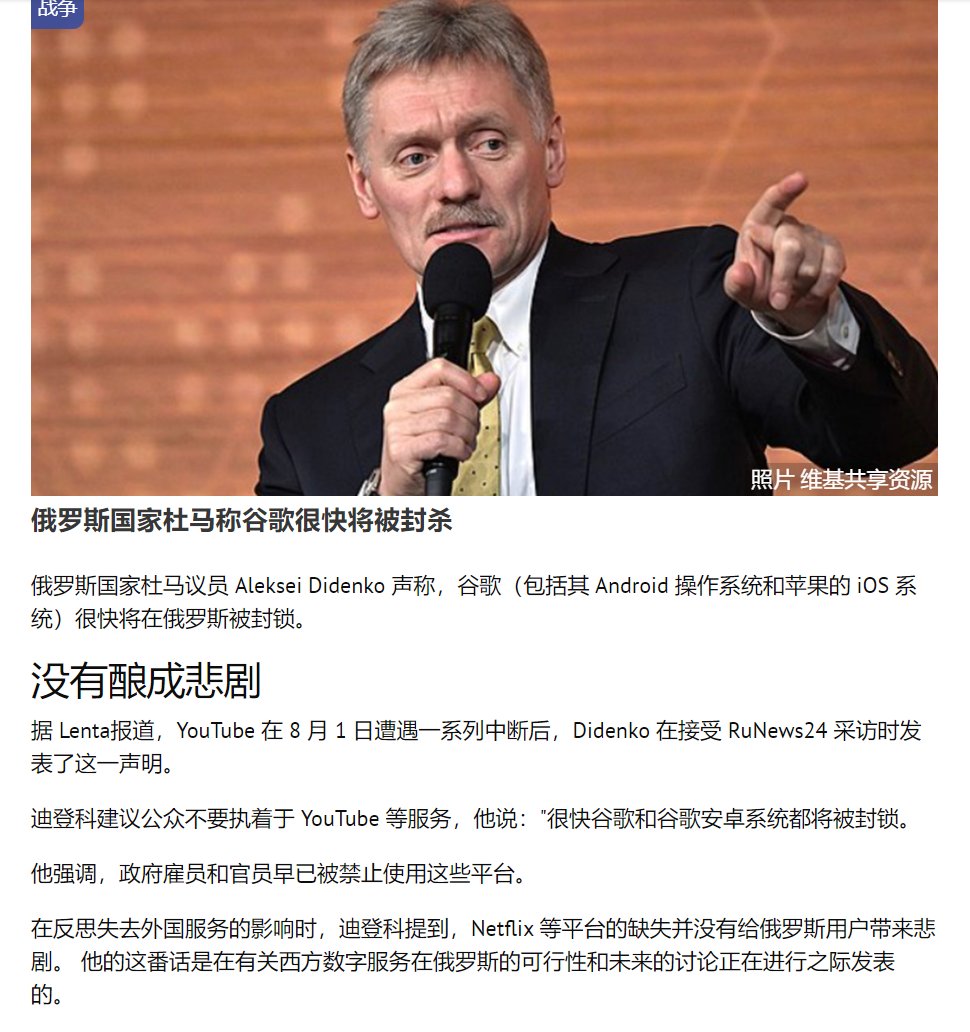 战争
照片 维基共享资源
俄罗斯国家杜马称谷歌很快将被封杀
俄罗斯国家杜马议员 Aleksei Didenko 声称，谷歌（包括其 Android 操作系统和苹果的 iOS 系
统）很快将在俄罗斯被封锁。
没有酿成悲剧
据 Lenta报道，YouTube 在 8 月 1 日遭遇一系列中断后，Didenko 在接受 RuNews24 采访时发
表了这一声明。
迪登科建议公众不要执着于 YouTube 等服务，他说："很快谷歌和谷歌安卓系统都将被封锁。
他强调，政府雇员和官员早已被禁止使用这些平台。
在反思失去外国服务的影响时，迪登科提到，Netflix 等平台的缺失并没有给俄罗斯用户带来悲
剧。 他的这番话是在有关西方数字服务在俄罗斯的可行性和未来的讨论正在进行之际发表
的。